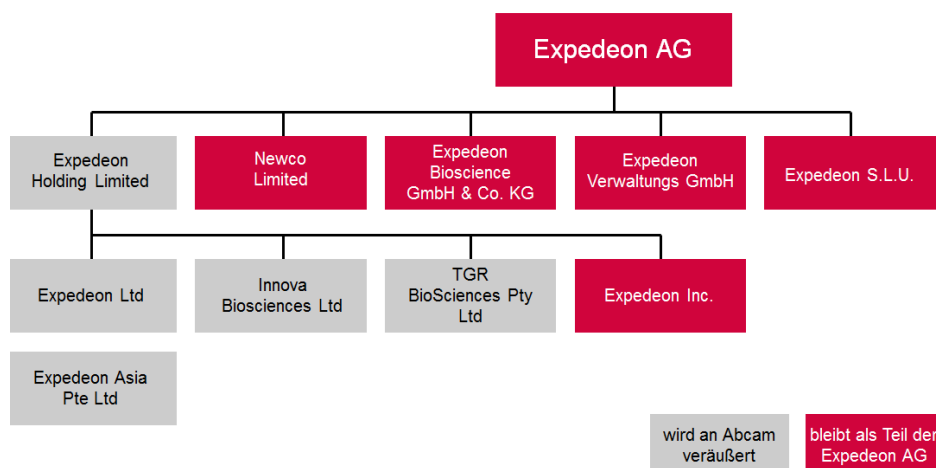 Expedeon AG
Expedeon
Holding Limited
Newco
Limited
Expedeon
Bioscience
GmbH & Co. KG
Expedeon
Verwaltungs GmbH
Expedeon S.L.U.
Expedeon Ltd
Innova
Biosciences Ltd
TGR
BioSciences Pty
Ltd
Expedeon Inc.
Expedeon Asia
Pte Ltd
wird an Abcam
veräußert
bleibt als Teil der
Expedeon AG